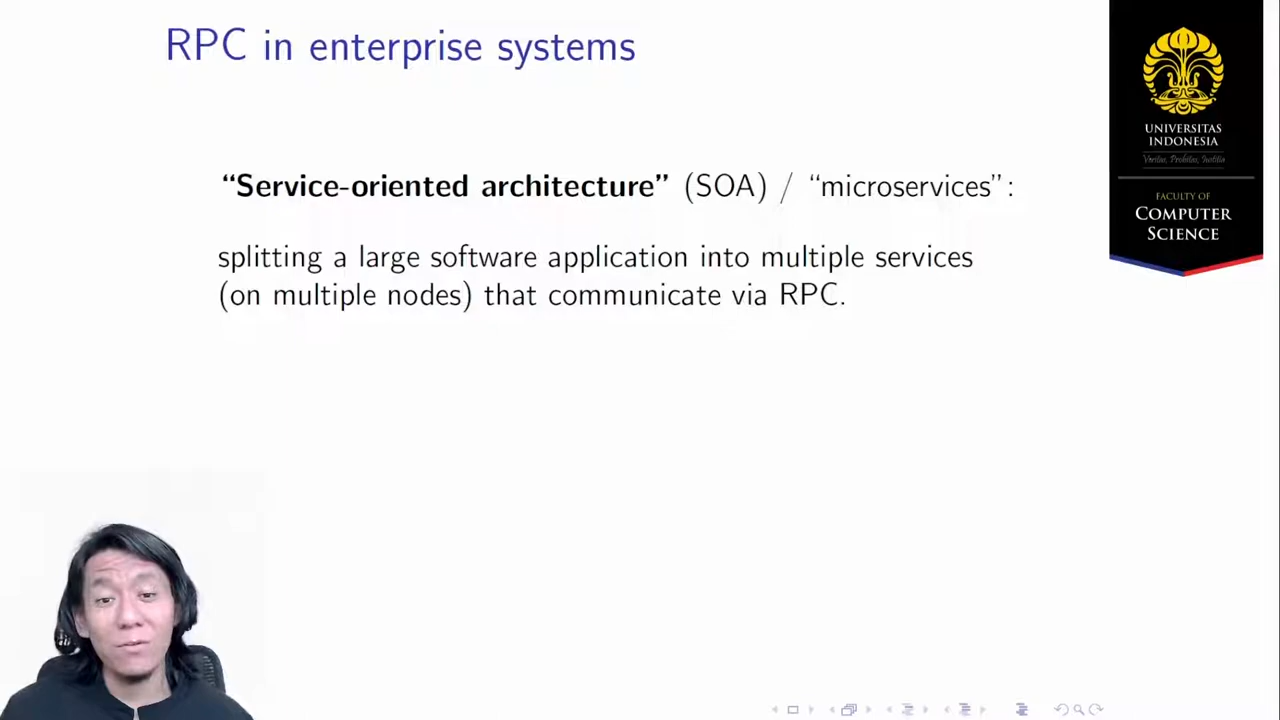 RPC in enterprise systems
“Service-oriented architecture” (SOA) / “microservices”:
splitting a large software application into multiple services
(on multiple nodes) that communicate via RPC.
UNIVERSITAS
INDONESIA
Veritas, Probitas, Iustitia
FACULTY OF
COMPUTER
SCIENCE